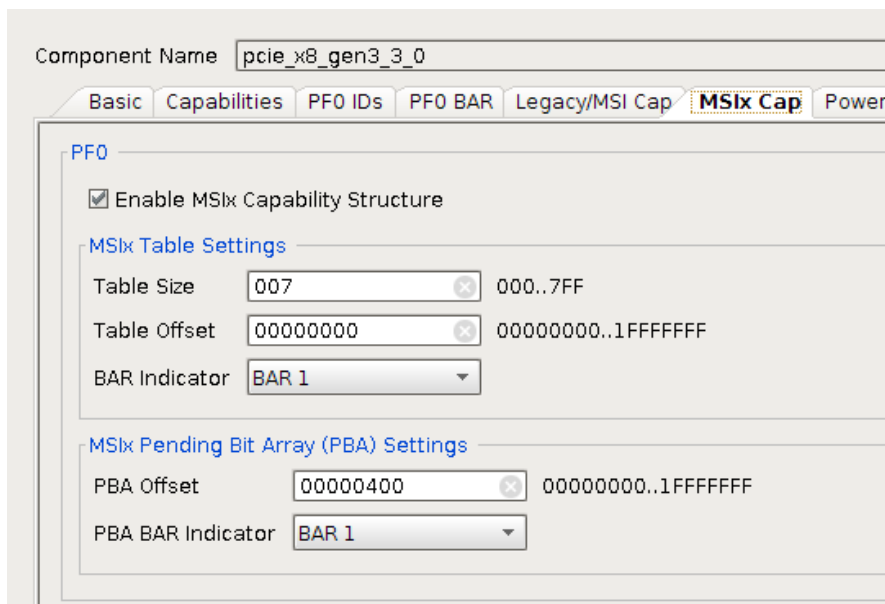 Component Name pcie_x8_gen3_3_0
Basic Capabilities PF0 IDs PF0 BAR Legacy/MSI Cap MSIx Cap Power
PF0
Enable MSIx Capability Structure
MSIx Table Settings
Table Size 007 000..7FF
Table Offset 00000000 00000000..1FFFFFFF
BAR Indicator BAR 1
MSIx Pending Bit Array (PBA) Settings
PBA Offset 00000400 00000000..1FFFFFFF
PBA BAR Indicator BAR 1